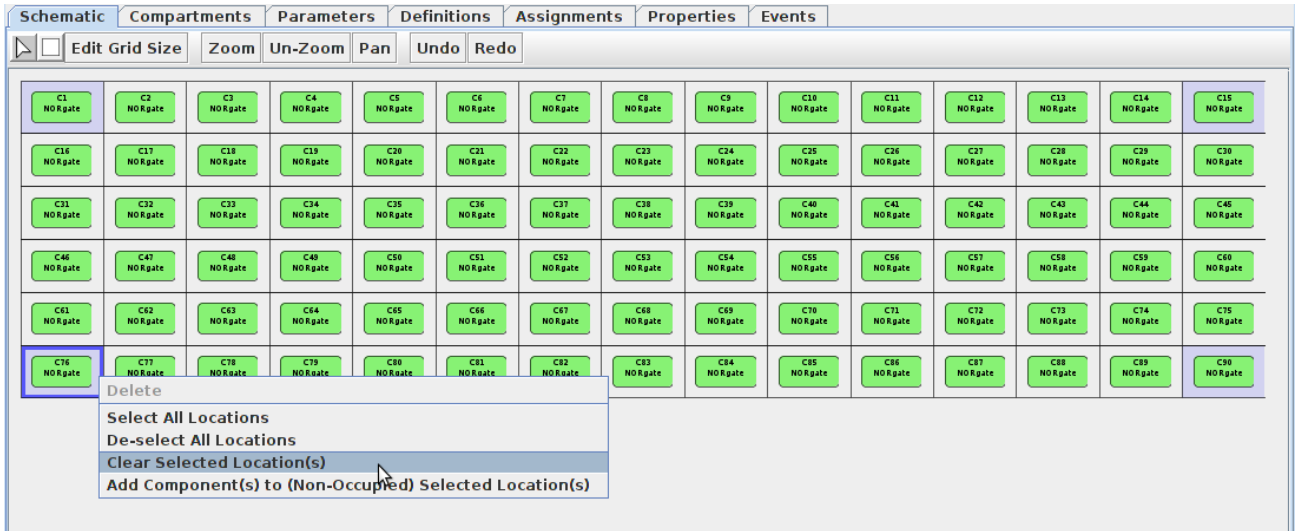 Schematic Compartments Parameters Definitions Assignments Properties Events
Edit Grid Size Zoom Un-Zoom Pan Undo Redo
C1 C2 C3 C4 C5 C6 C7 C8 C9 C10 C11 C12 C13 C14 C15
NORgate NORgate NORgate NORgate NORgate NORgate NORgate NORgate NORgate NORgate NORgate NORgate NORgate NORgate NORgate
C16 C17 C18 C19 C20 C21 C22 C23 C24 C25 C26 C27 C28 C29 C30
NORgate NORgate NORgate NORgate NORgate NORgate NORgate NORgate NORgate NORgate NORgate NORgate NORgate NORgate NORgate
C31 C32 C33 C34 C35 C36 C37 C38 C39 C40 C41 C42 C43 C44 C45
NORgate NORgate NORgate NORgate NORgate NORgate NORgate NORgate NORgate NORgate NORgate NORgate NORgate NORgate NORgate
C46 C47 C48 C49 C50 C51 C52 C53 C54 C55 C56 C57 C58 C59 C60
NORgate NORgate NORgate NORgate NORgate NORgate NORgate NORgate NORgate NORgate NORgate NORgate NORgate NORgate NORgate
C61 C62 C63 C64 C65 C66 C67 C68 C69 C70 C71 C72 C73 C74 C75
NORgate NORgate NORgate NORgate NORgate NORgate NORgate NORgate NORgate NORgate NORgate NORgate NORgate NORgate NORgate
C76 C77 C78 C79 C80 C81 C82 C83 C84 C85 C86 C87 C88 C89 C90
NORgate NORgate NORgate NORgate NORgate NORgate NORgate NORgate NORgate NORgate NORgate NORgate NORgate NORgate NORgate
Delete
Select All Locations
De-select All Locations
Clear Selected Location(s)
Add Component(s) to (Non-Occupied) Selected Location(s)